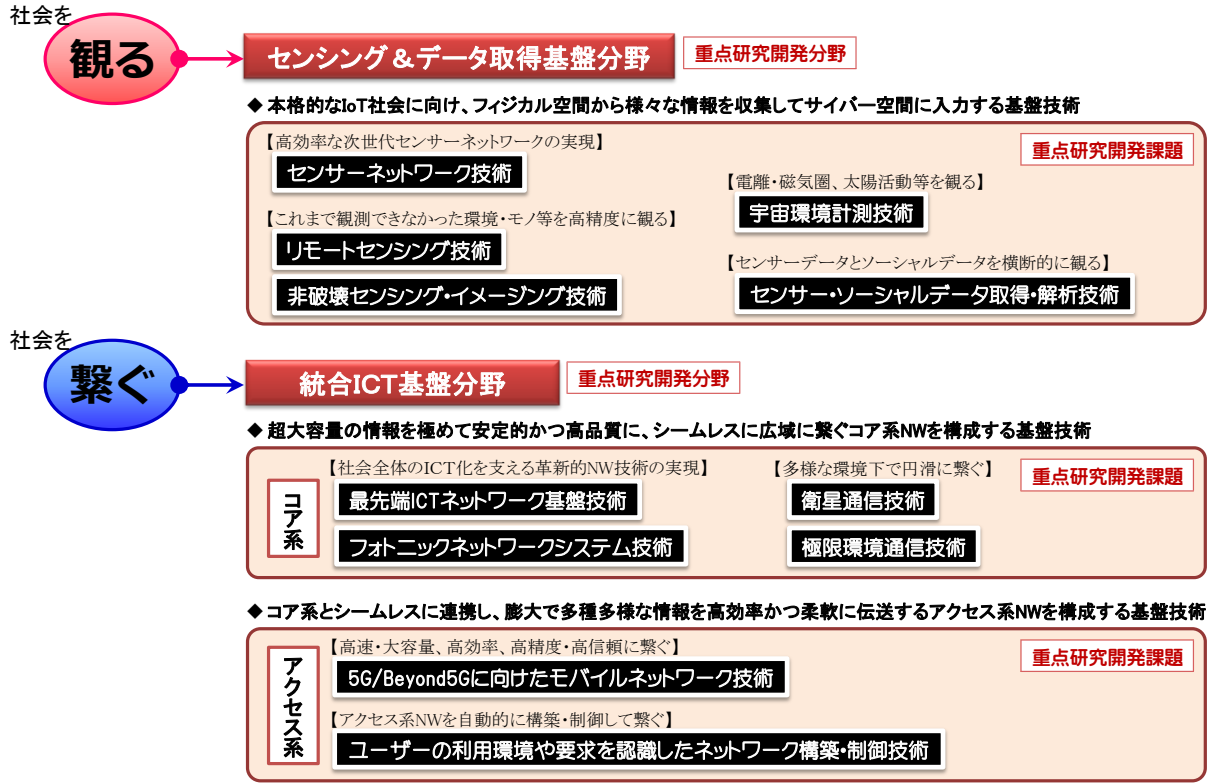 社会を
観る
センシング&データ取得基盤分野
重点研究開発分野
◆本格的なIoT社会に向け、フィジカル空間から様々な情報を収集してサイバー空間に入力する基盤技術
重点研究開発課題
【高効率な次世代センサーネットワークの実現】
センサーネットワーク技術
【これまで観測できなかった環境・モノ等を高精度に観る】
リモートセンシング技術
非破壊センシング・イメージング技術
【電離・磁気圏、太陽活動等を観る】
宇宙環境計測技術
【センサーデータとソーシャルデータを横断的に観る】
センサー・ソーシャルデータ取得・解析技術
社会を
繋ぐ
統合ICT基盤分野
重点研究開発分野
◆超大容量の情報を極めて安定的かつ高品質に、シームレスに広域に繋ぐコア系NWを構成する基盤技術
重点研究開発課題
コア系
【社会全体のICT化を支える革新的NW技術の実現】
最先端ICTネットワーク基盤技術
フォトニックネットワークシステム技術
【多様な環境下で円滑に繋ぐ】
衛星通信技術
極限環境通信技術
◆コア系とシームレスに連携し、膨大で多種多様な情報を高効率かつ柔軟に伝送するアクセス系NWを構成する基盤技術
重点研究開発課題
アクセス系
【高速・大容量、高効率、高精度・高信頼に繋ぐ】
5G/Beyond5Gに向けたモバイルネットワーク技術
【アクセス系NWを自動的に構築・制御して繋ぐ】
ユーザーの利用環境や要求を認識したネットワーク構築・制御技術